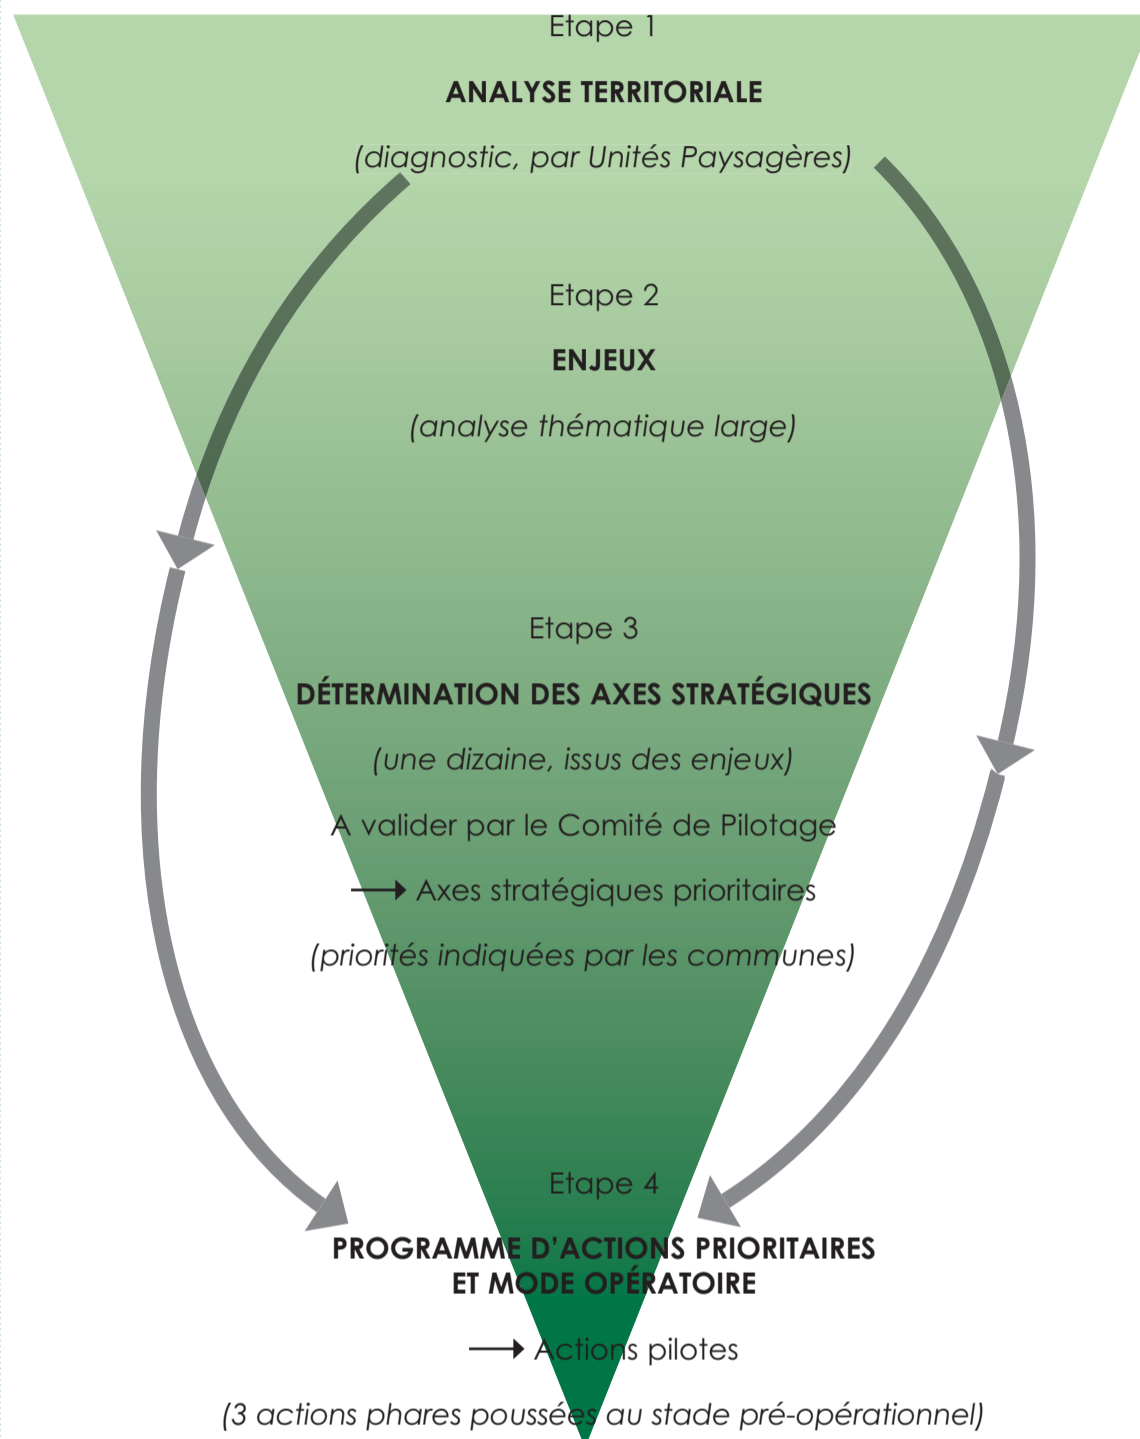 Etape 1
ANALYSE TERRITORIALE
(diagnostic, par Unités Paysagères)
Etape 2
ENJEUX
(analyse thématique large)
Etape 3
DÉTERMINATION DES AXES STRATÉGIQUES
(une dizaine, issus des enjeux)
A valider par le Comité de Pilotage
Axes stratégiques prioritaires
(priorités indiquées par les communes)
Etape 4
PROGRAMME D’ACTIONS PRIORITAIRES
ET MODE OPÉRATOIRE
Actions pilotes
(3 actions phares poussées au stade pré-opérationnel)